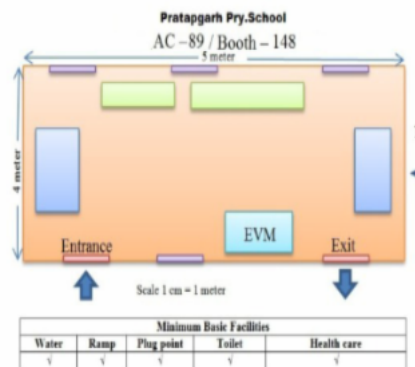 Pratapgarh Pry.School
AC – 89 / Booth – 148
5 meter
4 meter
EVM
Entrance
Exit
Scale 1 cm = 1 meter
Minimum Basic Facilities
Water Ramp Plug point Toilet Health care
√ √ √ √ √